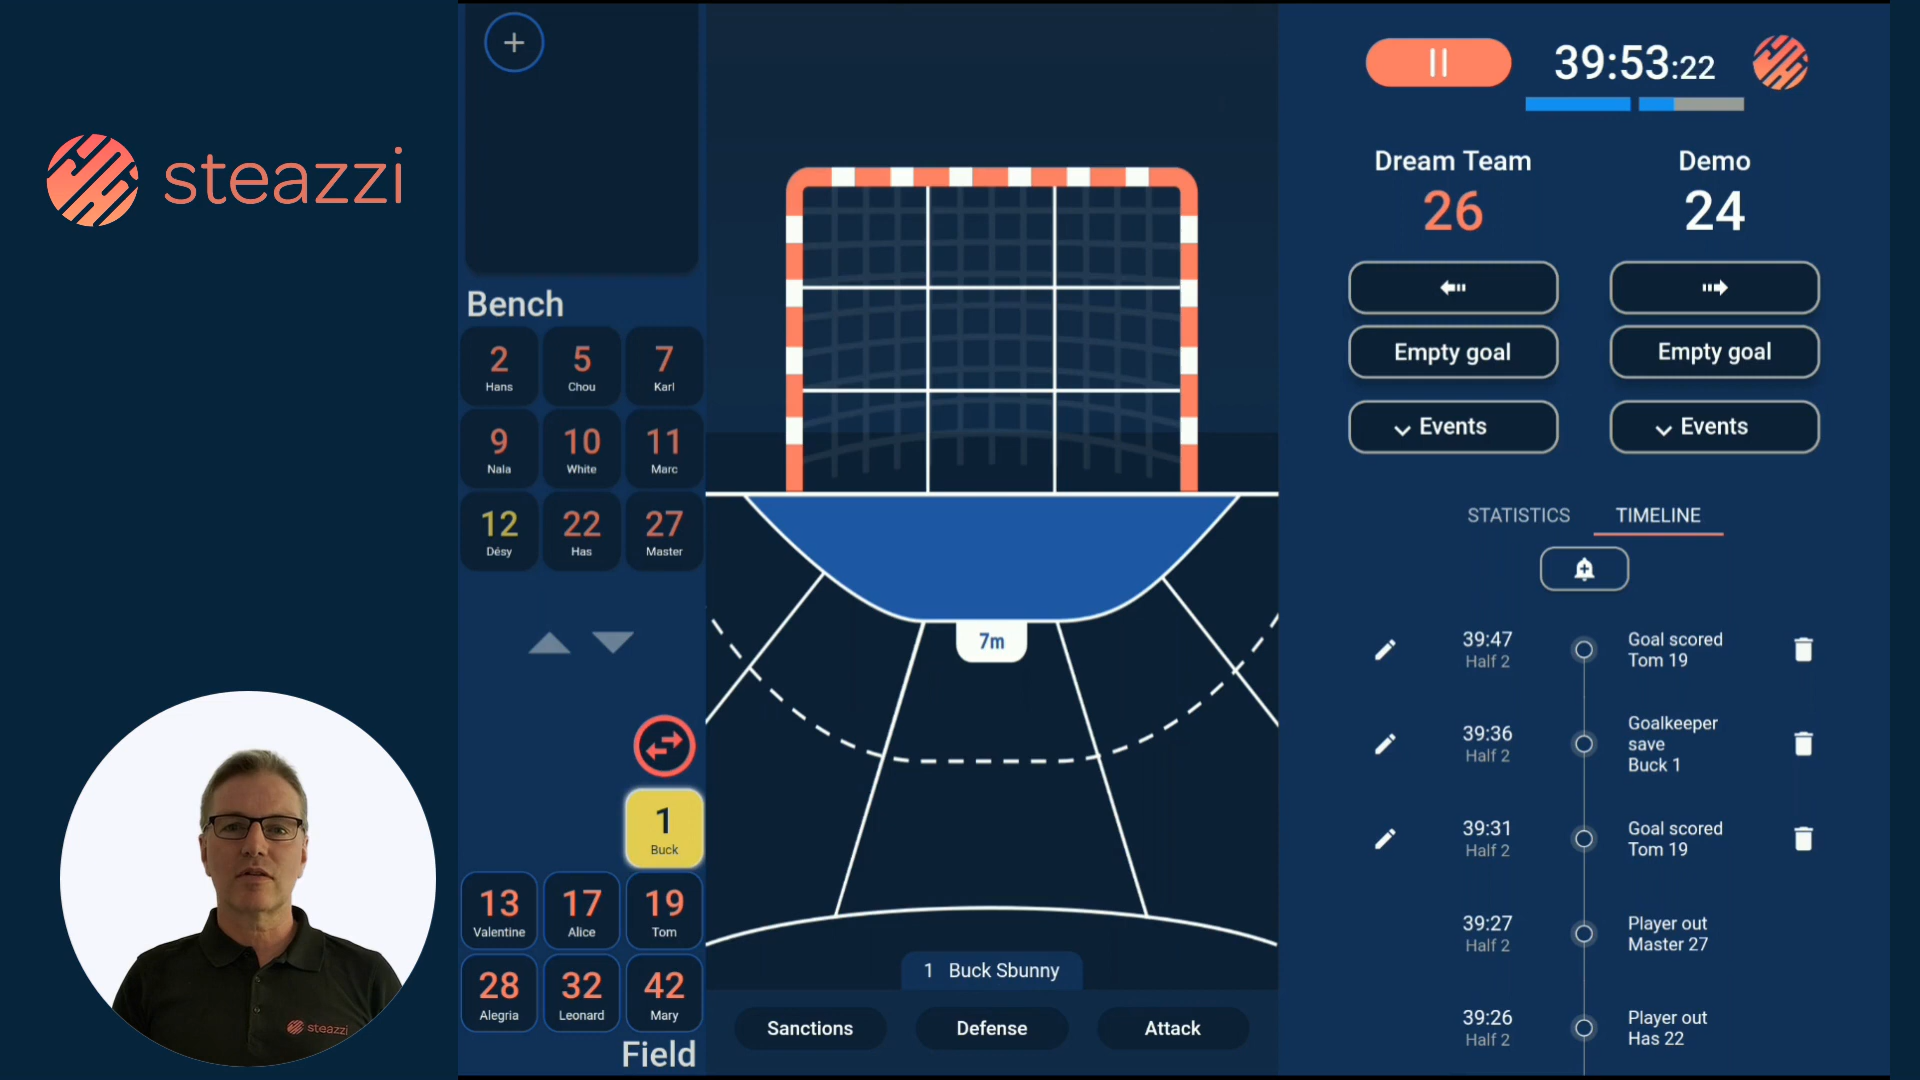 steazzi
steazzi
Bench
2
Hans
5
Chou
7
Karl
9
Nala
10
White
11
Marc
12
Désy
22
Has
27
Master
1
Buck
13
Valentine
17
Alice
19
Tom
28
Alegria
32
Leonard
42
Mary
Field
7m
1 Buck Sbunny
Sanctions
Defense
Attack
39:53:22
Dream Team
26
Demo
24
Empty goal
Empty goal
Events
Events
STATISTICS
TIMELINE
39:47
Half 2
Goal scored
Tom 19
39:36
Half 2
Goalkeeper
save
Buck 1
39:31
Half 2
Goal scored
Tom 19
39:27
Half 2
Player out
Master 27
39:26
Half 2
Player out
Has 22